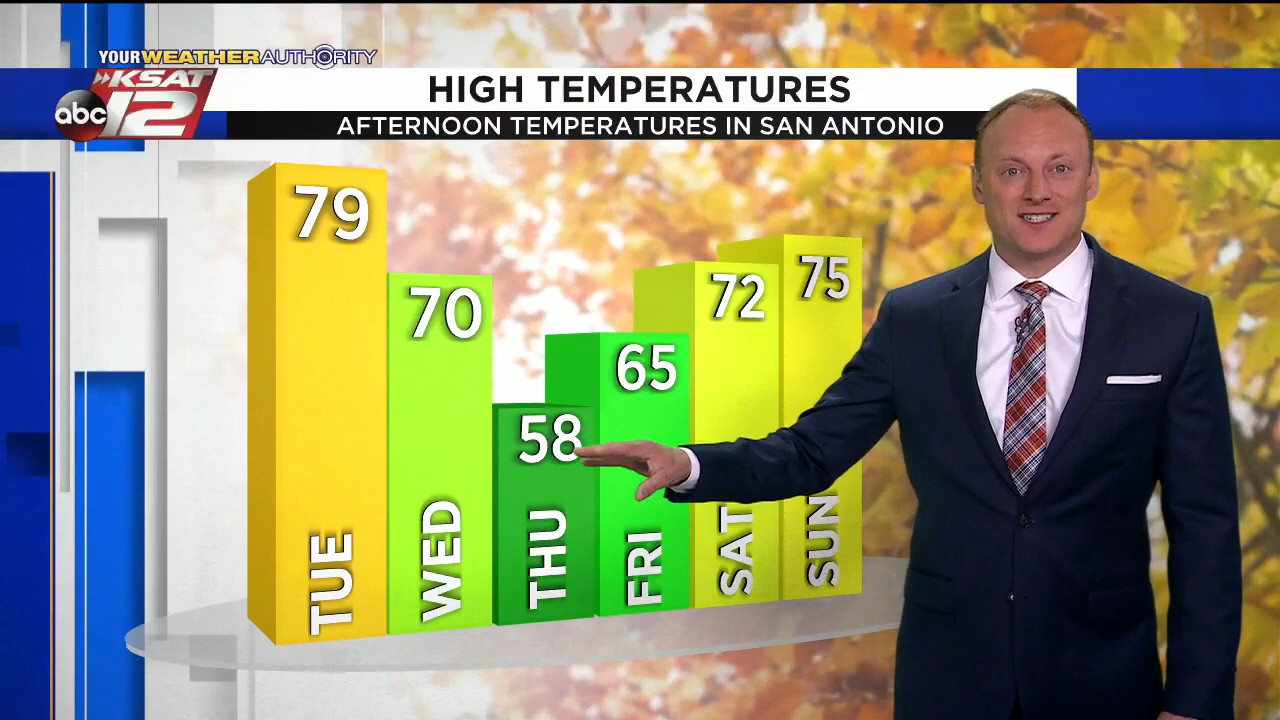 YOURWEATHERAUTHORITY
KSAT
abc 12
HIGH TEMPERATURES
AFTERNOON TEMPERATURES IN SAN ANTONIO
79
70
58
65
72
75
TUE
WED
THU
FRI
SAT
SUN